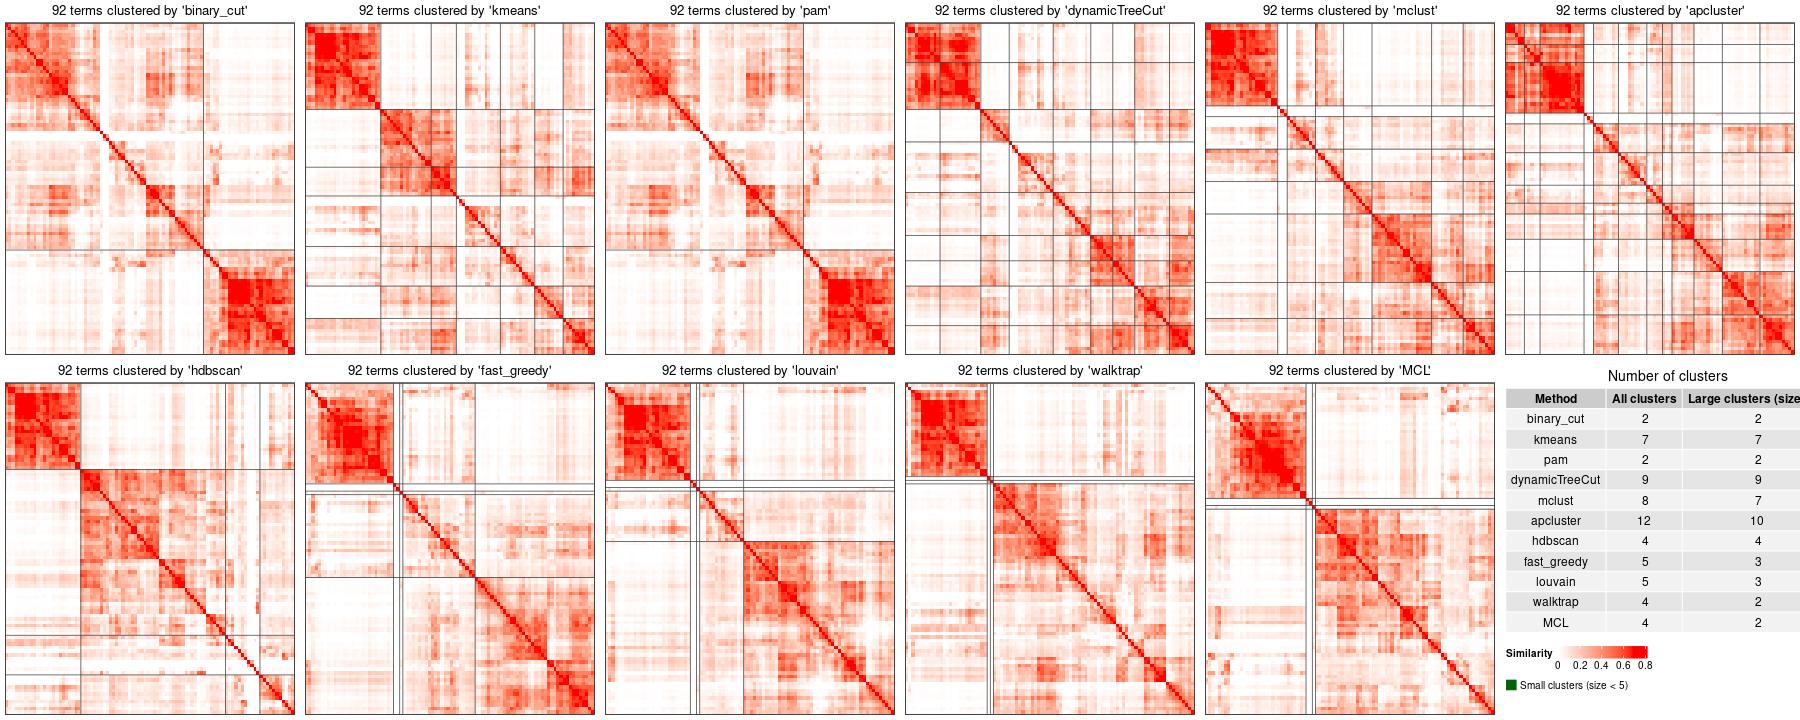 92 terms clustered by 'binary_cut'
92 terms clustered by 'kmeans'
92 terms clustered by 'pam'
92 terms clustered by 'dynamicTreeCut'
92 terms clustered by 'mclust'
92 terms clustered by 'apcluster'
92 terms clustered by 'hdbscan'
92 terms clustered by 'fast_greedy'
92 terms clustered by 'louvain'
92 terms clustered by 'walktrap'
92 terms clustered by 'MCL'
Number of clusters
Method All clusters Large clusters (size
binary_cut 2 2
kmeans 7 7
pam 2 2
dynamicTreeCut 9 9
mclust 8 7
apcluster 12 10
hdbscan 4 4
fast_greedy 5 3
louvain 5 3
walktrap 4 2
MCL 4 2
Similarity
0 0.2 0.4 0.6 0.8
Small clusters (size < 5)